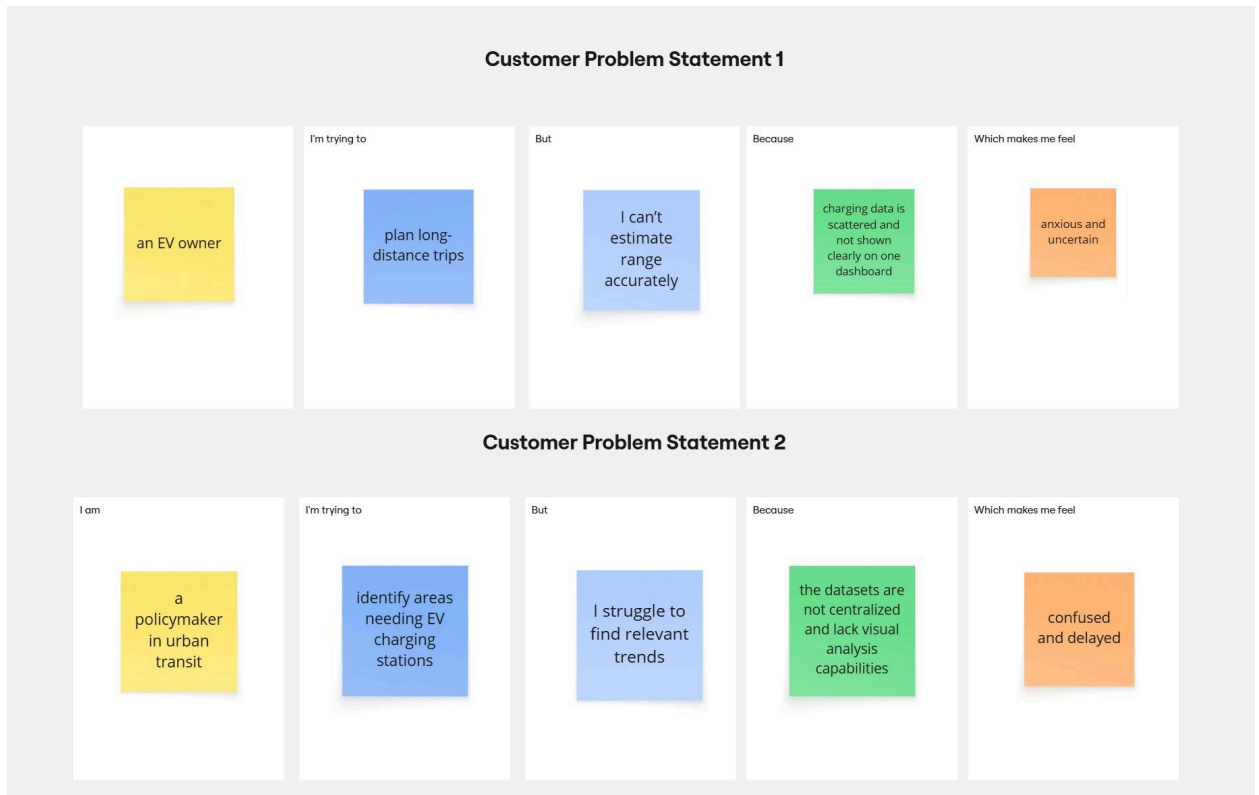 Customer Problem Statement 1
I'm trying to
But
Because
Which makes me feel
an EV owner
plan long-
distance trips
I can't
estimate
range
accurately
charging data is
scattered and
not shown
clearly on one
dashboard
anxious and
uncertain
Customer Problem Statement 2
I am
I'm trying to
But
Because
Which makes me feel
a
policymaker
in urban
transit
identify areas
needing EV
charging
stations
I struggle to
find relevant
trends
the datasets are
not centralized
and lack visual
analysis
capabilities
confused
and delayed